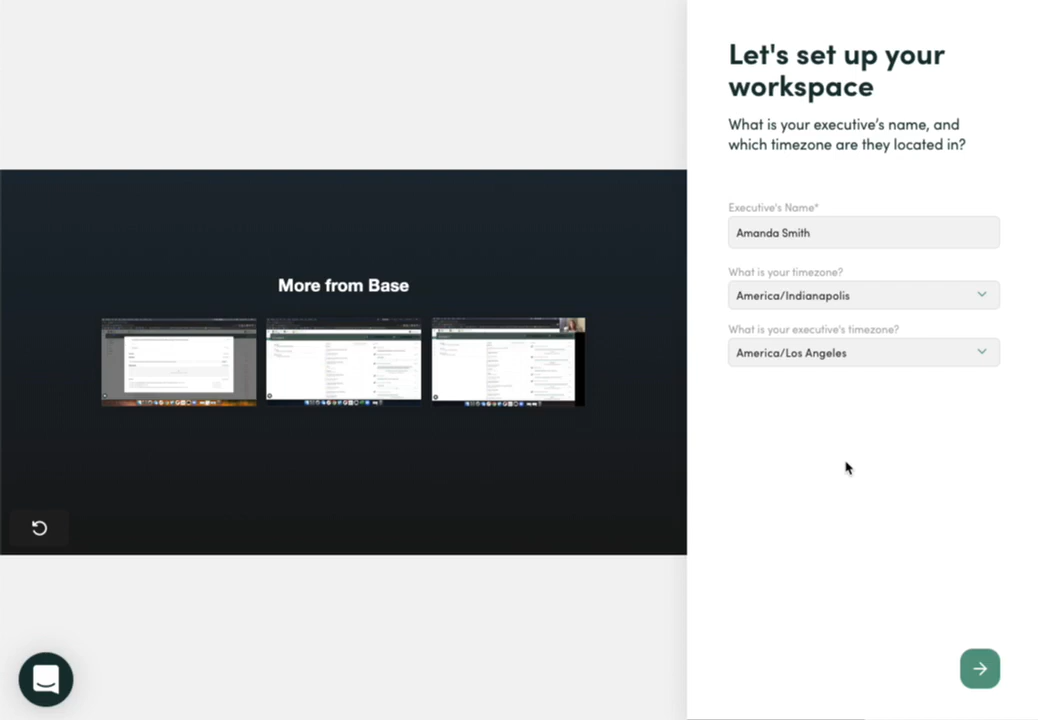 Let's set up your
workspace
What is your executive’s name, and
which timezone are they located in?
Executive's Name*
Amanda Smith
What is your timezone?
America/Indianapolis
What is your executive's timezone?
America/Los Angeles
More from Base